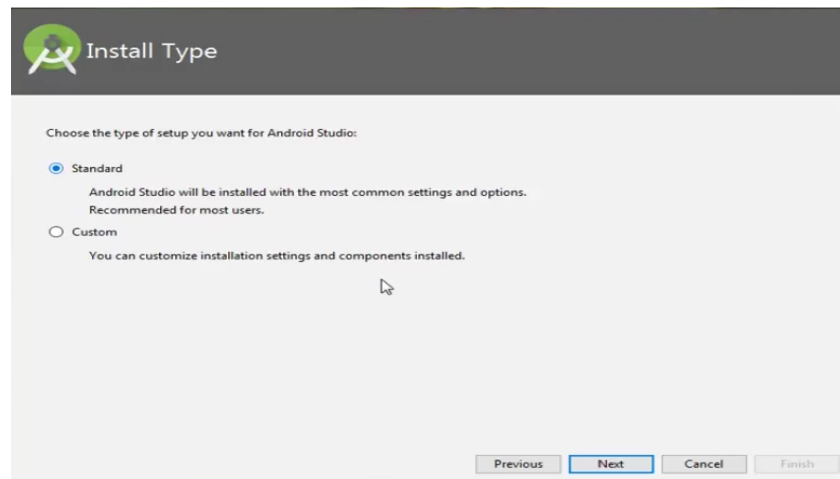 Install Type
Choose the type of setup you want for Android Studio:
Standard
Android Studio will be installed with the most common settings and options.
Recommended for most users.
Custom
You can customize installation settings and components installed.
Previous Next Cancel Finish